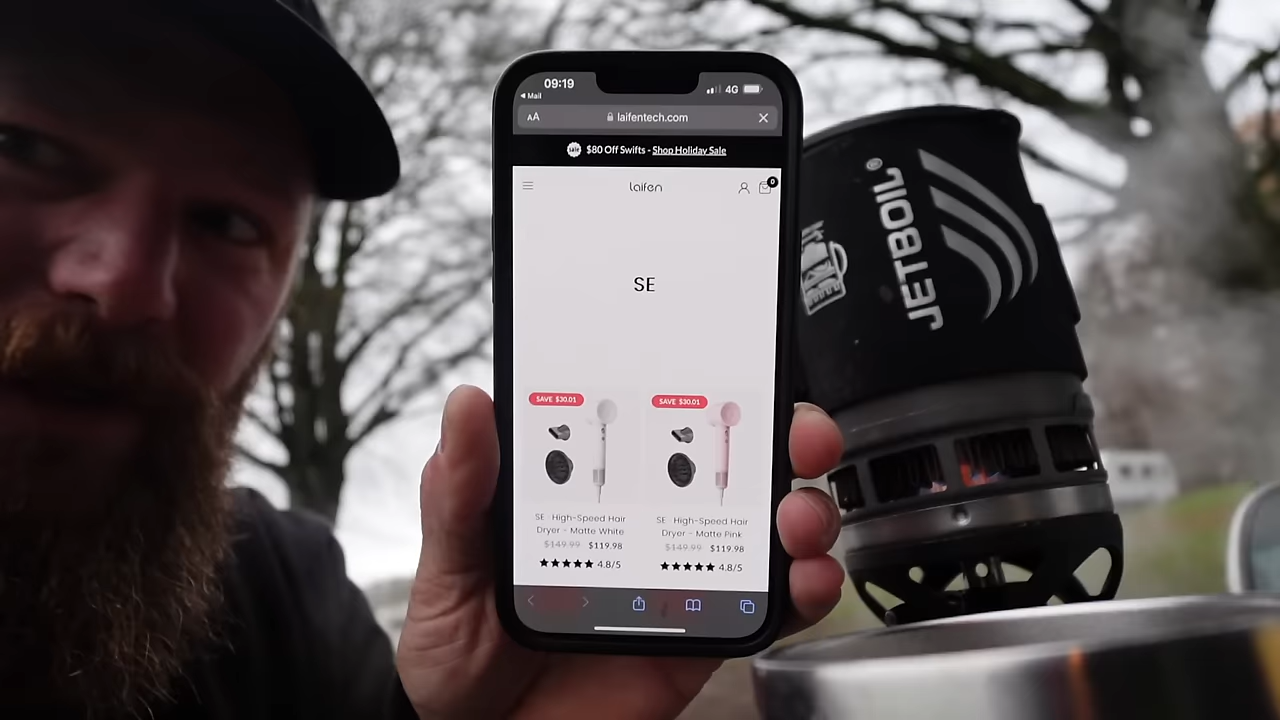 09:19
4G
◀ Mail
AA
laifentech.com
sale
$80 Off Swifts - Shop Holiday Sale
laifen
0
SE
SAVE $30.01
SAVE $30.01
SE · High-Speed Hair
Dryer - Matte White
$149.99 $119.98
★★★★★ 4.8/5
SE · High-Speed Hair
Dryer - Matte Pink
$149.99 $119.98
★★★★★ 4.8/5
JETBOIL®